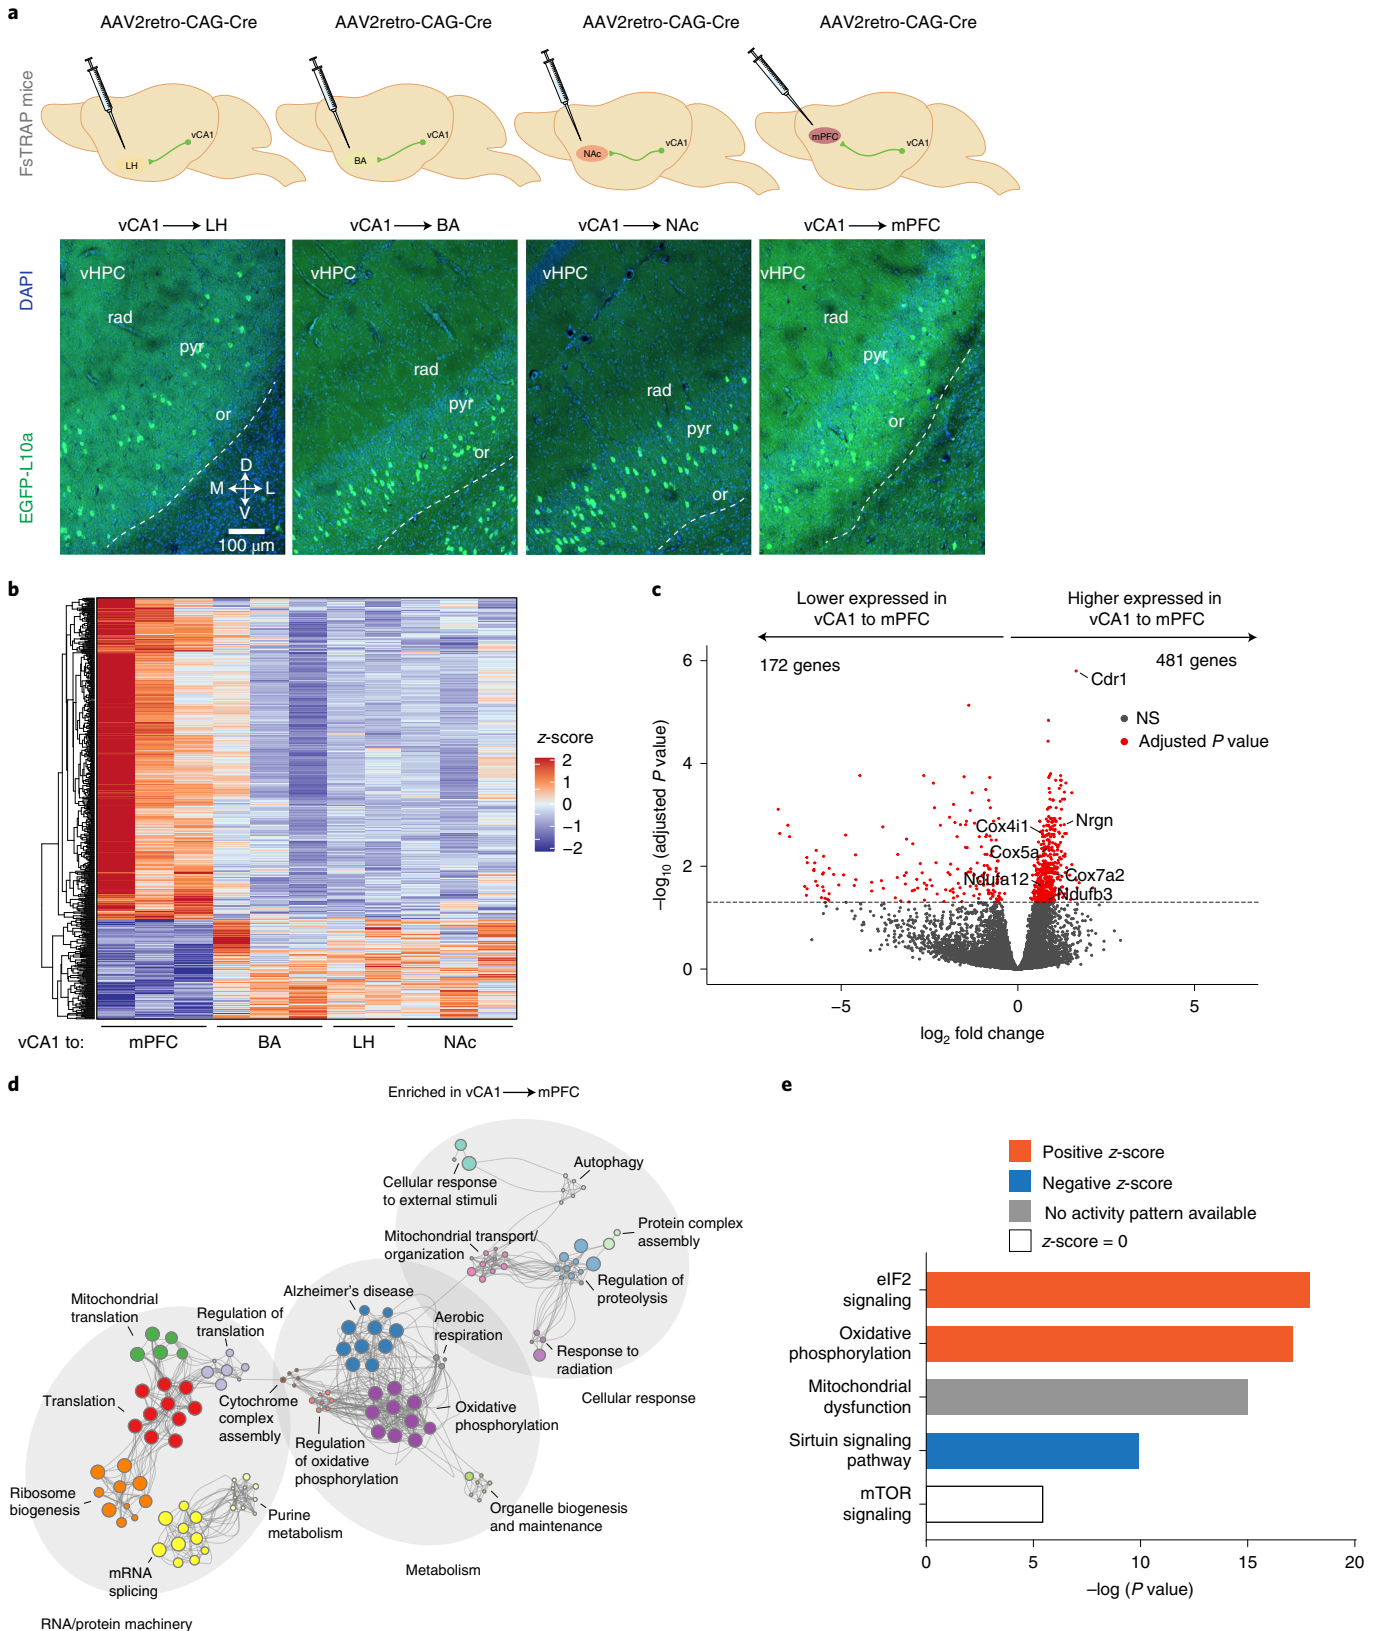 a
AAV2retro-CAG-Cre
AAV2retro-CAG-Cre
AAV2retro-CAG-Cre
AAV2retro-CAG-Cre
FsTRAP mice
LH
vCA1
BA
vCA1
NAc
vCA1
mPFC
vCA1
vCA1 → LH
vCA1 → BA
vCA1 → NAc
vCA1 → mPFC
DAPI
EGFP-L10a
vHPC
rad
pyr
or
D
M L
V
100 μm
vHPC
rad
pyr
or
vHPC
rad
pyr
or
vHPC
rad
pyr
or
b
z-score
2
1
0
−1
−2
vCA1 to:
mPFC
BA
LH
NAc
c
Lower expressed in
vCA1 to mPFC
Higher expressed in
vCA1 to mPFC
172 genes
481 genes
Cdr1
NS
Adjusted P value
Cox4i1
Nrgn
Cox5a
Ndufa12
Cox7a2
Ndufb3
−log10 (adjusted P value)
6
4
2
0
−5
0
5
log2 fold change
d
Enriched in vCA1 → mPFC
Cellular response
to external stimuli
Autophagy
Mitochondrial transport/
organization
Protein complex
assembly
Regulation of
proteolysis
Response to
radiation
Cellular response
Alzheimer's disease
Aerobic
respiration
Mitochondrial
translation
Regulation of
translation
Translation
Cytochrome
complex
assembly
Regulation
of oxidative
phosphorylation
Oxidative
phosphorylation
Ribosome
biogenesis
Purine
metabolism
Organelle biogenesis
and maintenance
mRNA
splicing
Metabolism
RNA/protein machinery
e
Positive z-score
Negative z-score
No activity pattern available
z-score = 0
eIF2
signaling
Oxidative
phosphorylation
Mitochondrial
dysfunction
Sirtuin signaling
pathway
mTOR
signaling
0
5
10
15
20
−log (P value)